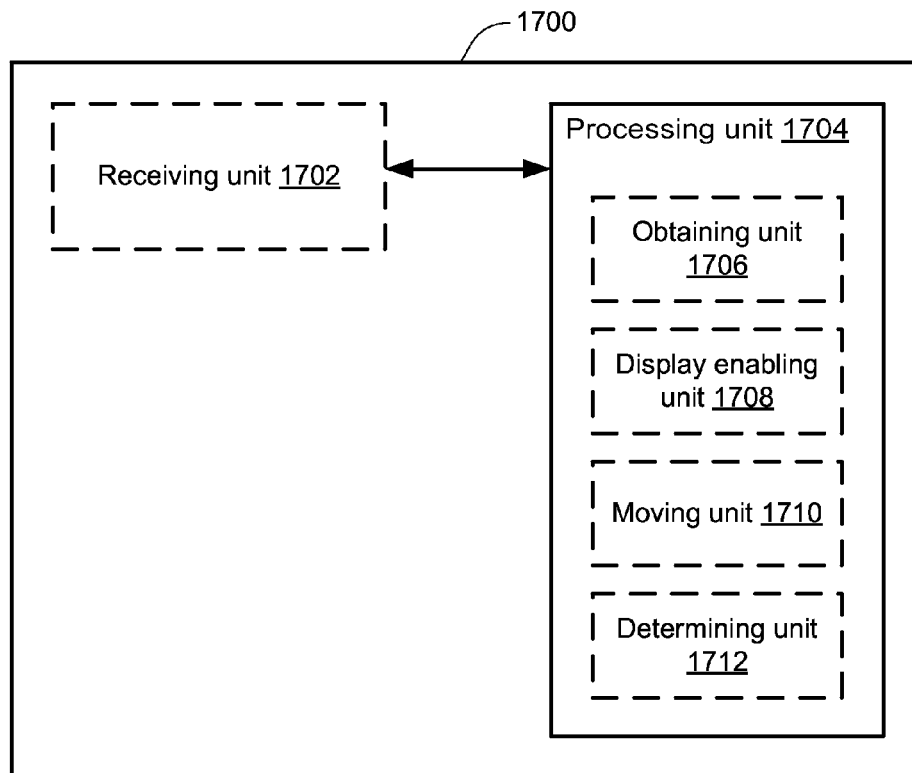 1700
Receiving unit 1702
Processing unit 1704
Obtaining unit
1706
Display enabling
unit 1708
Moving unit 1710
Determining unit
1712